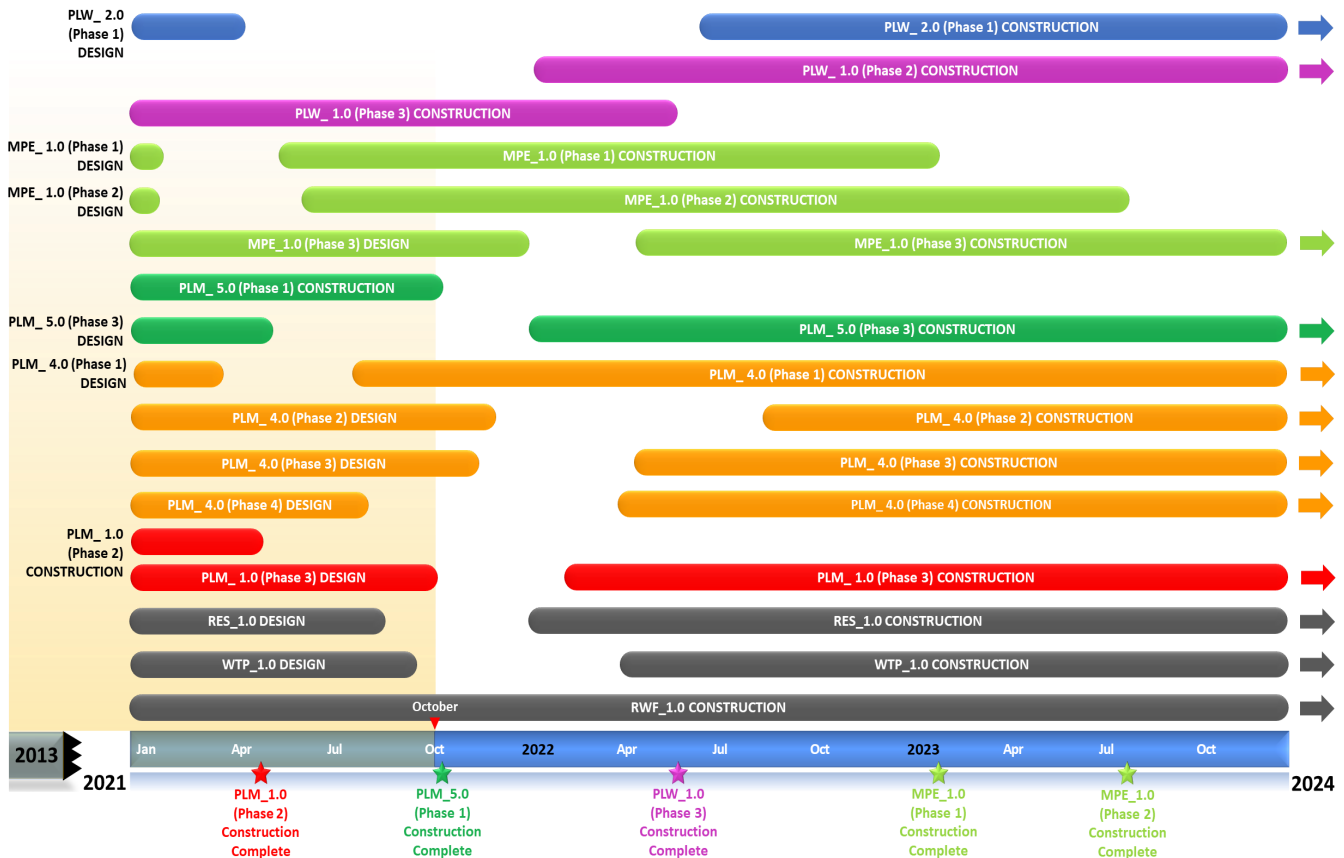 PLW_ 2.0
(Phase 1)
DESIGN
PLW_ 2.0 (Phase 1) CONSTRUCTION
PLW_ 1.0 (Phase 2) CONSTRUCTION
PLW_ 1.0 (Phase 3) CONSTRUCTION
MPE_ 1.0 (Phase 1)
DESIGN
MPE_1.0 (Phase 1) CONSTRUCTION
MPE_ 1.0 (Phase 2)
DESIGN
MPE_1.0 (Phase 2) CONSTRUCTION
MPE_1.0 (Phase 3) DESIGN
MPE_1.0 (Phase 3) CONSTRUCTION
PLM_ 5.0 (Phase 1) CONSTRUCTION
PLM_ 5.0 (Phase 3)
DESIGN
PLM_ 5.0 (Phase 3) CONSTRUCTION
PLM_ 4.0 (Phase 1)
DESIGN
PLM_ 4.0 (Phase 1) CONSTRUCTION
PLM_ 4.0 (Phase 2) DESIGN
PLM_ 4.0 (Phase 2) CONSTRUCTION
PLM_ 4.0 (Phase 3) DESIGN
PLM_ 4.0 (Phase 3) CONSTRUCTION
PLM_ 4.0 (Phase 4) DESIGN
PLM_ 4.0 (Phase 4) CONSTRUCTION
PLM_ 1.0
(Phase 2)
CONSTRUCTION
PLM_ 1.0 (Phase 3) DESIGN
PLM_ 1.0 (Phase 3) CONSTRUCTION
RES_1.0 DESIGN
RES_1.0 CONSTRUCTION
WTP_1.0 DESIGN
WTP_1.0 CONSTRUCTION
October
RWF_1.0 CONSTRUCTION
2013
Jan Apr Jul Oct 2022 Apr Jul Oct 2023 Apr Jul Oct
2021
2024
PLM_1.0
(Phase 2)
Construction
Complete
PLM_5.0
(Phase 1)
Construction
Complete
PLW_1.0
(Phase 3)
Construction
Complete
MPE_1.0
(Phase 1)
Construction
Complete
MPE_1.0
(Phase 2)
Construction
Complete